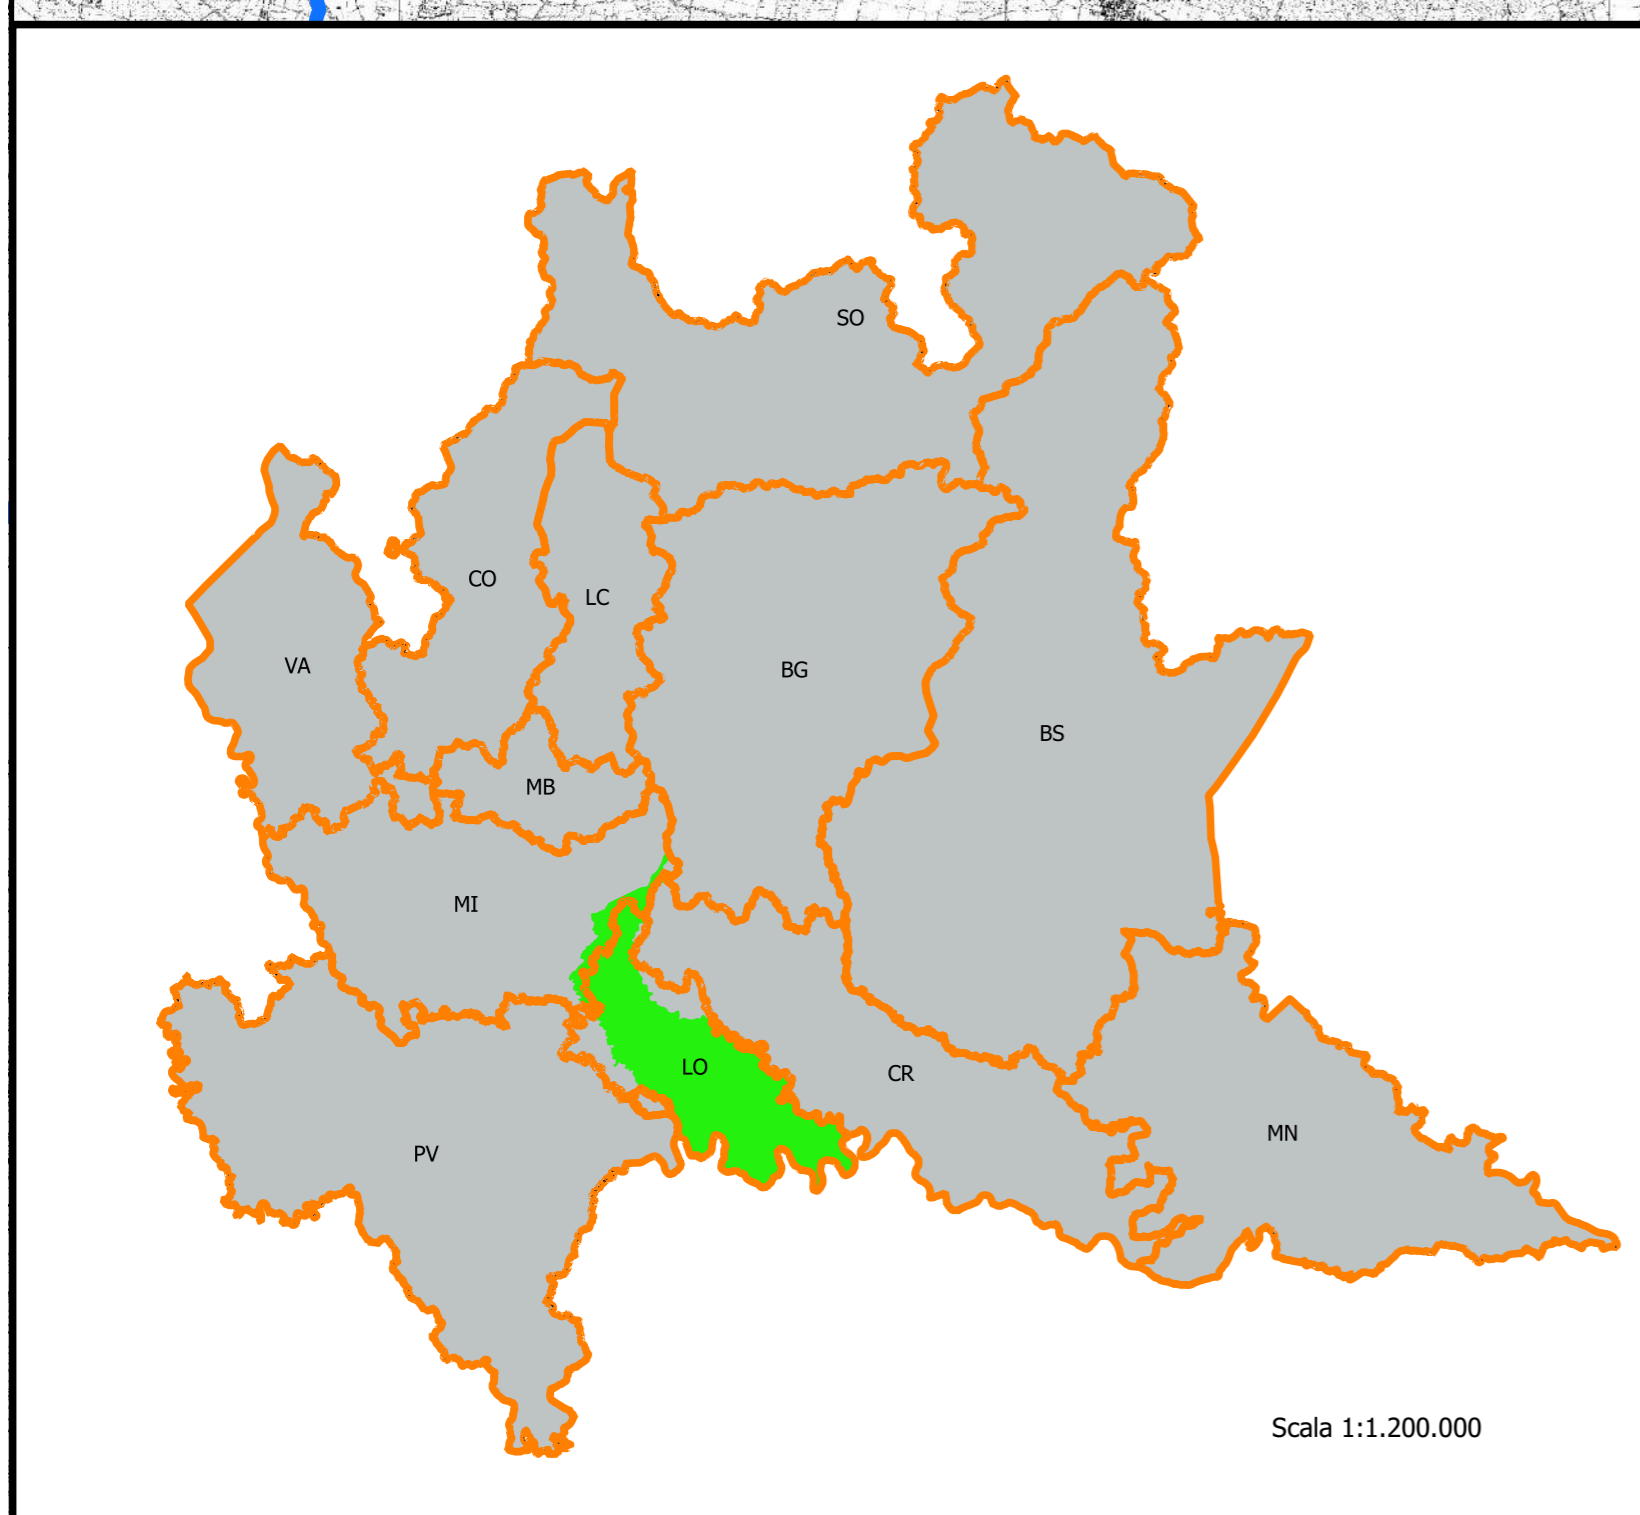 SO
CO
LC
VA
BG
BS
MB
MI
LO
CR
MN
PV
Scala 1:1.200.000